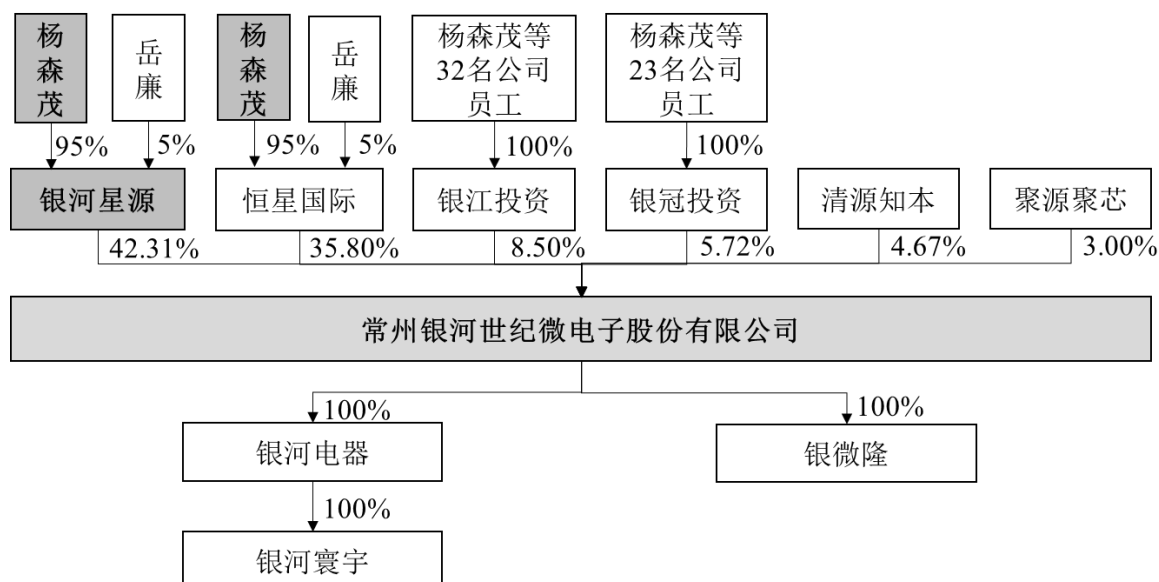 杨
森
茂
岳
廉
杨
森
茂
岳
廉
杨森茂等
32名公司
员工
杨森茂等
23名公司
员工
95%
5%
95%
5%
100%
100%
银河星源
恒星国际
银江投资
银冠投资
清源知本
聚源聚芯
42.31%
35.80%
8.50%
5.72%
4.67%
3.00%
常州银河世纪微电子股份有限公司
100%
100%
银河电器
银微隆
100%
银河寰宇